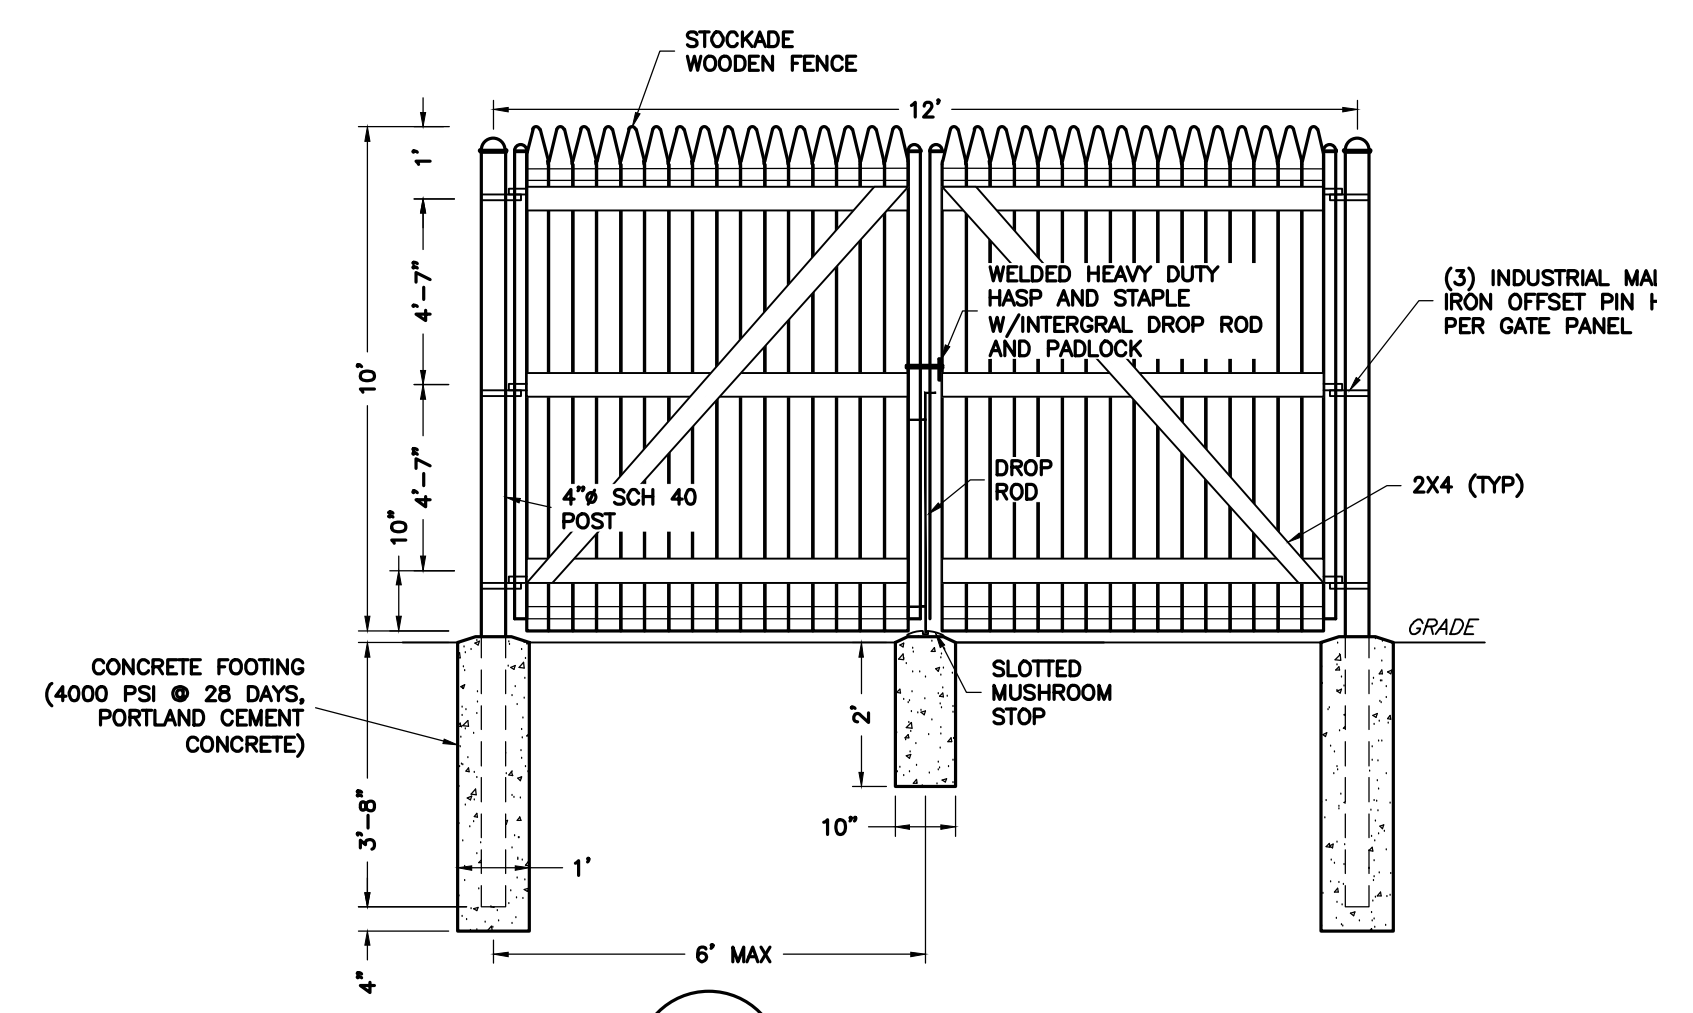 STOCKADE
WOODEN FENCE
12'
1'
4'-7"
10'
4'-7"
10"
WELDED HEAVY DUTY
HASP AND STAPLE
W/INTERGRAL DROP ROD
AND PADLOCK
(3) INDUSTRIAL
IRON OFFSET PIN
PER GATE PANEL
4"ø SCH 40
POST
DROP
ROD
2X4 (TYP)
GRADE
CONCRETE FOOTING
(4000 PSI @ 28 DAYS,
PORTLAND CEMENT
CONCRETE)
SLOTTED
MUSHROOM
STOP
2'
3'-8"
10"
1'
6' MAX
4"